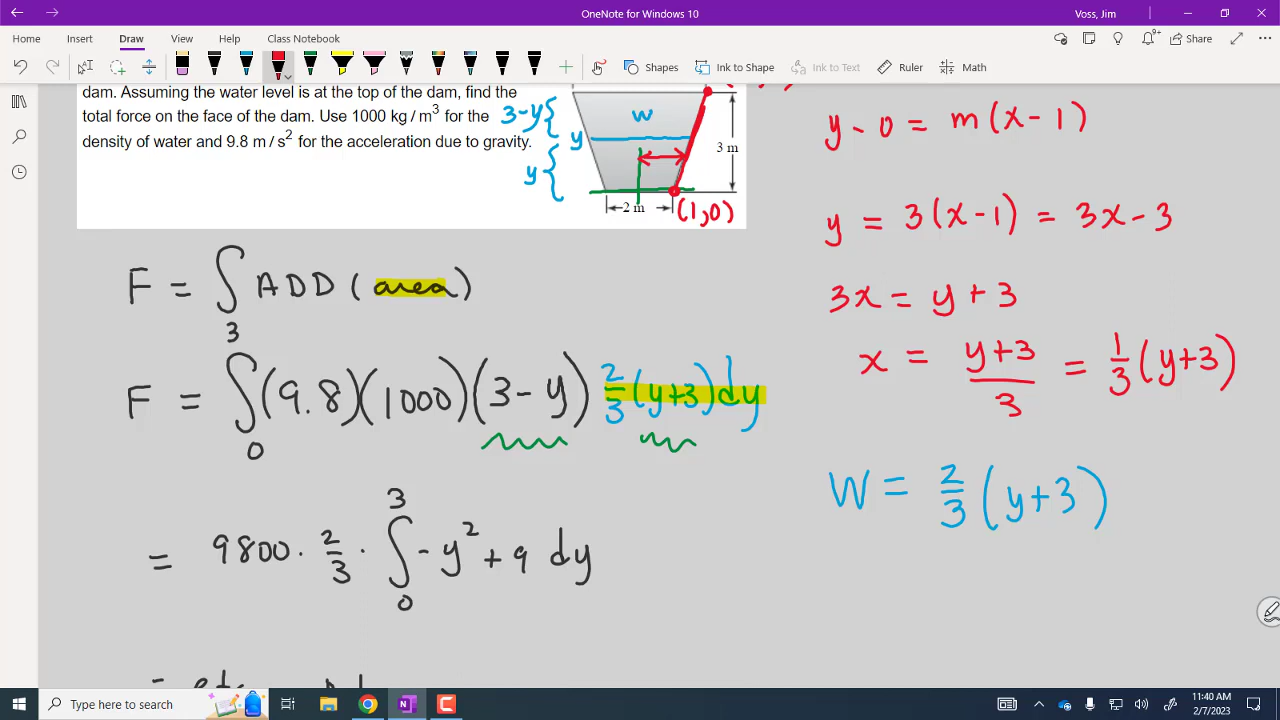 OneNote for Windows 10
Voss, Jim
Home Insert Draw View Help Class Notebook
Share
Shapes Ink to Shape Ink to Text Ruler Math
dam. Assuming the water level is at the top of the dam, find the
total force on the face of the dam. Use 1000 kg / m³ for the
density of water and 9.8 m / s² for the acceleration due to gravity.
3-y
w
y
3 m
y
2 m
(1,0)
y - 0 = m(x-1)
y = 3(x-1) = 3x-3
3x = y+3
x = y+3/3 = 1/3(y+3)
W = 2/3(y+3)
F = ∫ ADD (area)
F = ∫₀³ (9.8)(1000)(3-y) 2/3(y+3)dy
= 9800 · 2/3 · ∫₀³ -y² + 9 dy
Type here to search
11:40 AM
2/7/2023